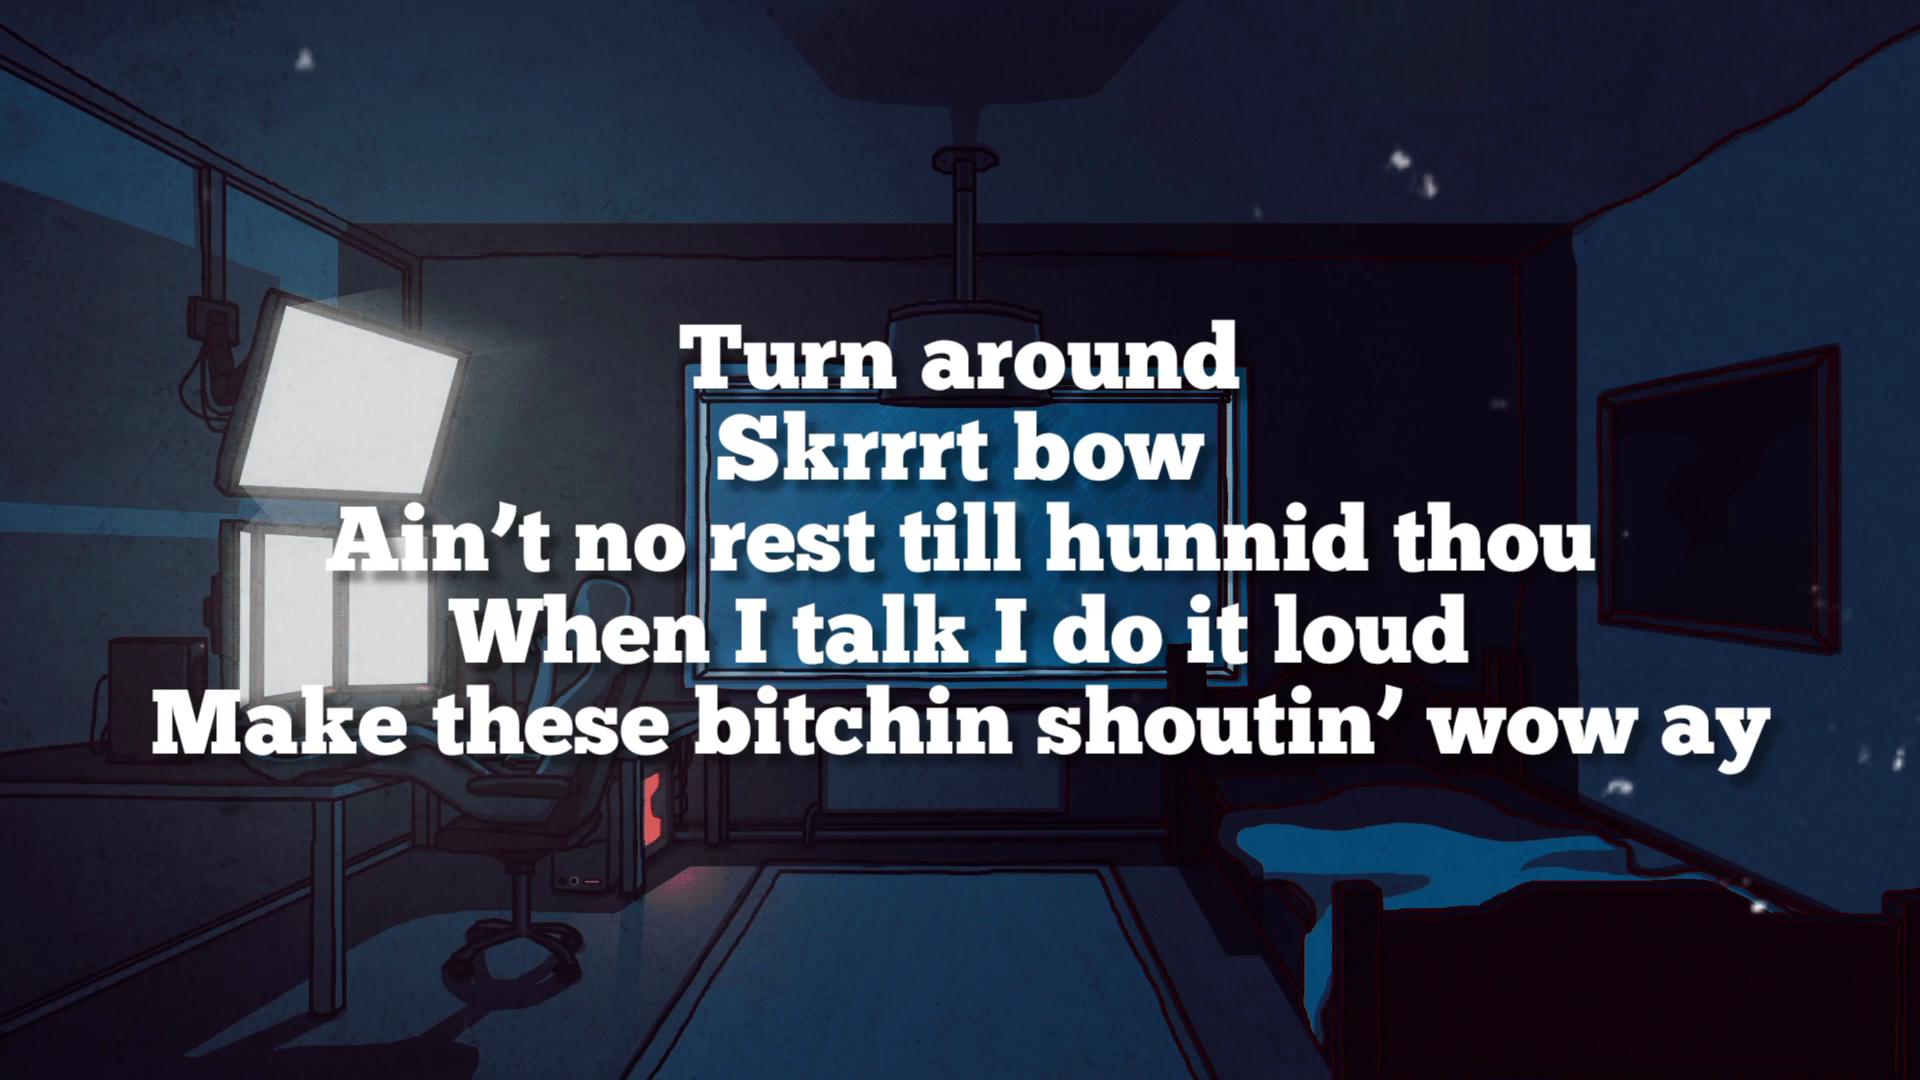 Turn around
Skrrrt bow
Ain’t no rest till hunnid thou
When I talk I do it loud
Make these bitchin shoutin’ wow ay